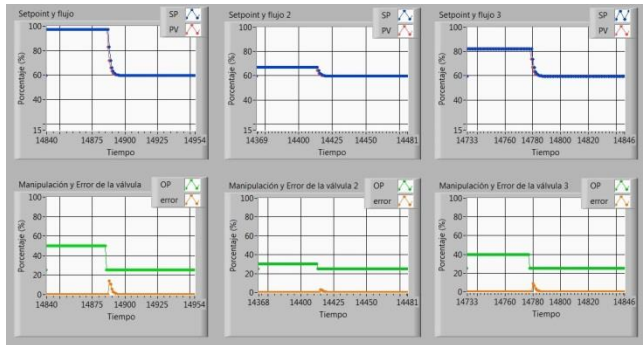 Setpoint y flujo
SP
PV
Porcentaje (%)
100
80
60
40
15
14840 14875 14900 14925 14954
Tiempo
Setpoint y flujo 2
SP
PV
Porcentaje (%)
100
80
60
40
15
14369 14400 14450 14481
Tiempo
Setpoint y flujo 3
SP
PV
Porcentaje (%)
100
80
60
40
15
14733 14760 14780 14800 14820 14846
Tiempo
Manipulación y Error de la válvula
OP
error
Porcentaje (%)
100
80
60
40
20
0
14840 14875 14900 14925 14954
Tiempo
Manipulación y Error de la válvula 2
OP
error
Porcentaje (%)
100
80
60
40
20
0
14368 14400 14425 14450 14481
Tiempo
Manipulación y Error de la válvula 3
OP
error
Porcentaje (%)
100
80
60
40
20
0
14733 14760 14780 14800 14820 14846
Tiempo